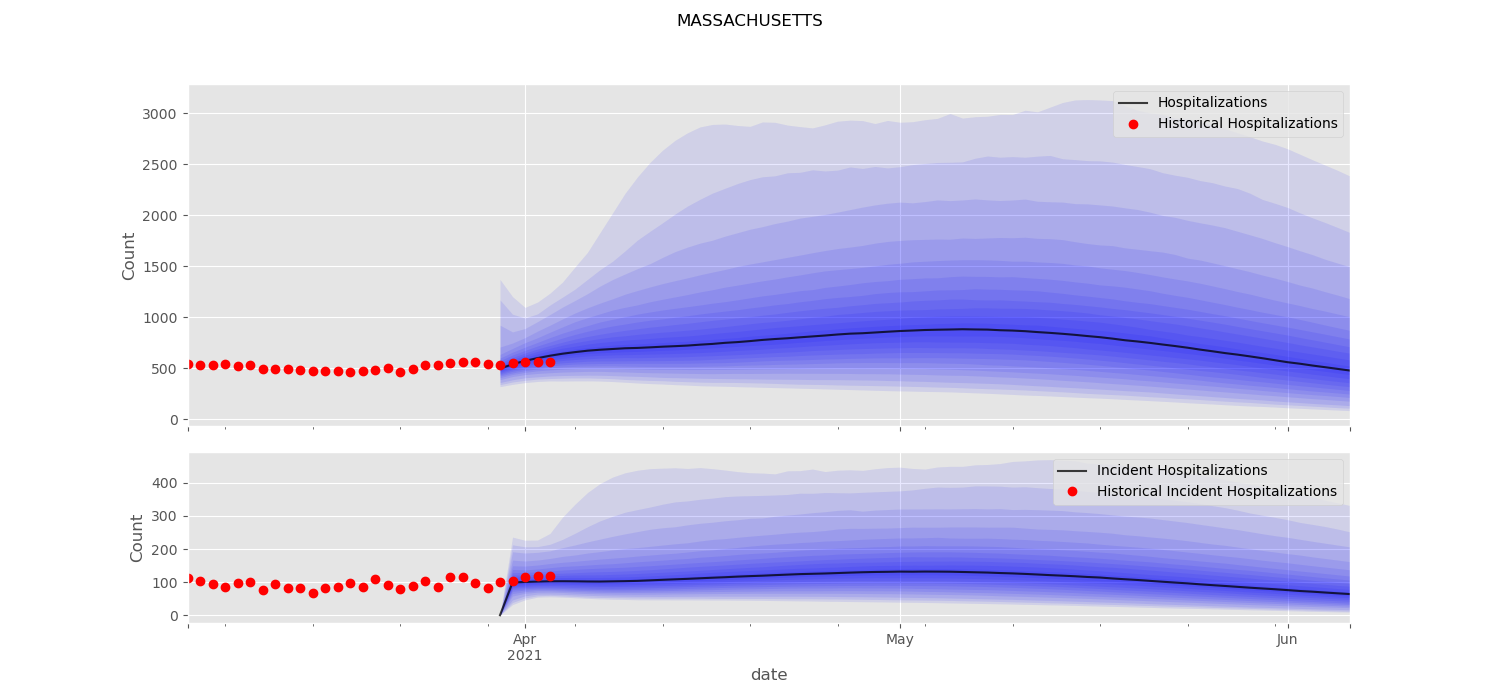 MASSACHUSETTS
Hospitalizations
Historical Hospitalizations
3000
2500
2000
1500
1000
500
0
Count
Incident Hospitalizations
Historical Incident Hospitalizations
400
300
200
100
0
Count
Apr
2021
May
Jun
date